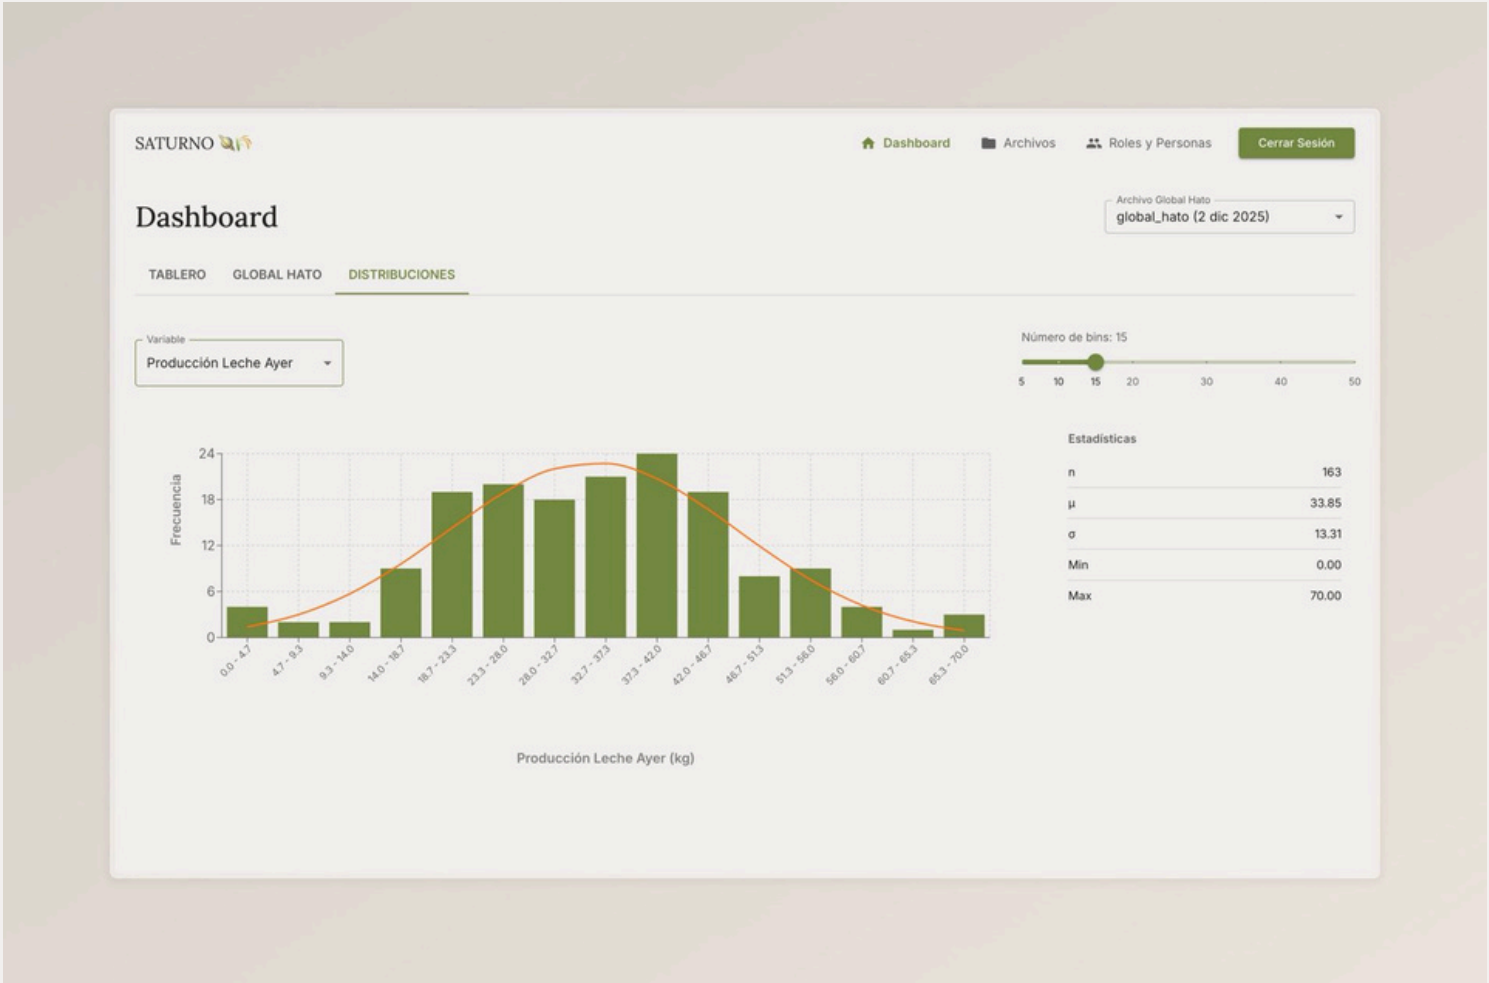 SATURNO
Dashboard
Archivos
Roles y Personas
Cerrar Sesión
Dashboard
Archivo Global Hato
global_hato (2 dic 2025)
TABLERO
GLOBAL HATO
DISTRIBUCIONES
Variable
Producción Leche Ayer
Número de bins: 15
5 10 15 20 30 40 50
Frecuencia
24
18
12
6
0
0.0 - 4.7
4.7 - 9.3
9.3 - 14.0
14.0 - 18.7
18.7 - 23.3
23.3 - 28.0
28.0 - 32.7
32.7 - 37.3
37.3 - 42.0
42.0 - 46.7
46.7 - 51.3
51.3 - 56.0
56.0 - 60.7
60.7 - 65.3
65.3 - 70.0
Producción Leche Ayer (kg)
Estadísticas
n 163
μ 33.85
σ 13.31
Min 0.00
Max 70.00